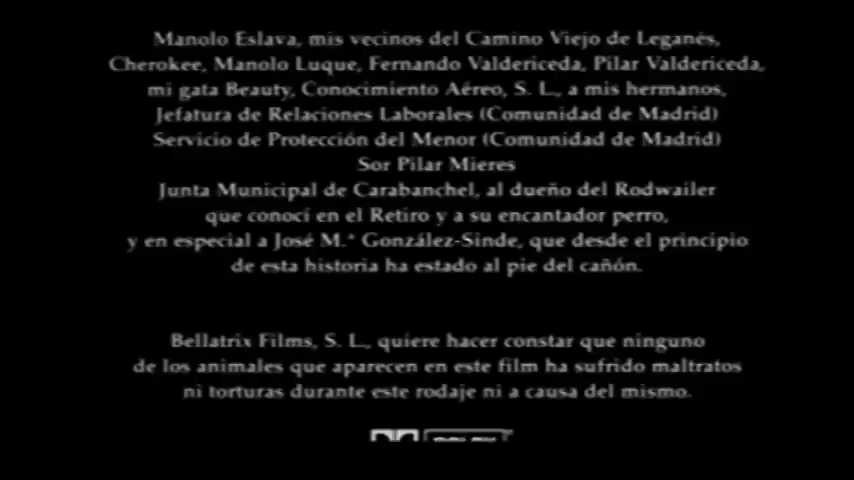 Manolo Eslava, mis vecinos del Camino Viejo de Leganés,
Cherokee, Manolo Luque, Fernando Valdericeda, Pilar Valdericeda,
mi gata Beauty, Conocimiento Aéreo, S. L., a mis hermanos,
Jefatura de Relaciones Laborales (Comunidad de Madrid)
Servicio de Protección del Menor (Comunidad de Madrid)
Sor Pilar Mieres
Junta Municipal de Carabanchel, al dueño del Rodwailer
que conocí en el Retiro y a su encantador perro,
y en especial a José M.ª González-Sinde, que desde el principio
de esta historia ha estado al pie del cañón.
Bellatrix Films, S. L., quiere hacer constar que ninguno
de los animales que aparecen en este film ha sufrido maltratos
ni torturas durante este rodaje ni a causa del mismo.